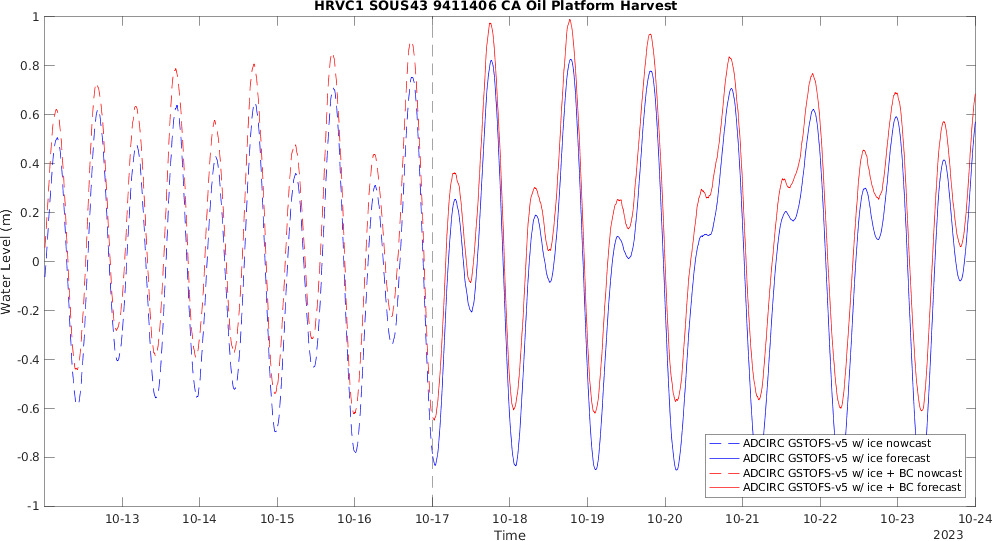 HRVC1 SOUS43 9411406 CA Oil Platform Harvest
1
0.8
0.6
0.4
0.2
0
-0.2
-0.4
-0.6
-0.8
-1
Water Level (m)
10-13 10-14 10-15 10-16 10-17 10-18 10-19 10-20 10-21 10-22 10-23 10-24
Time
2023
ADCIRC GSTOFS-v5 w/ ice nowcast
ADCIRC GSTOFS-v5 w/ ice forecast
ADCIRC GSTOFS-v5 w/ ice + BC nowcast
ADCIRC GSTOFS-v5 w/ ice + BC forecast